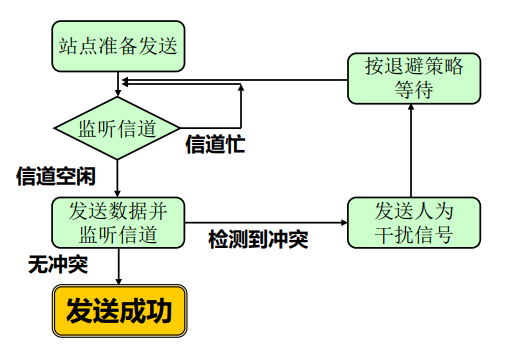 站点准备发送
按退避策略
等待
监听信道
信道忙
信道空闲
发送数据并
监听信道
检测到冲突
发送人为
干扰信号
无冲突
发送成功